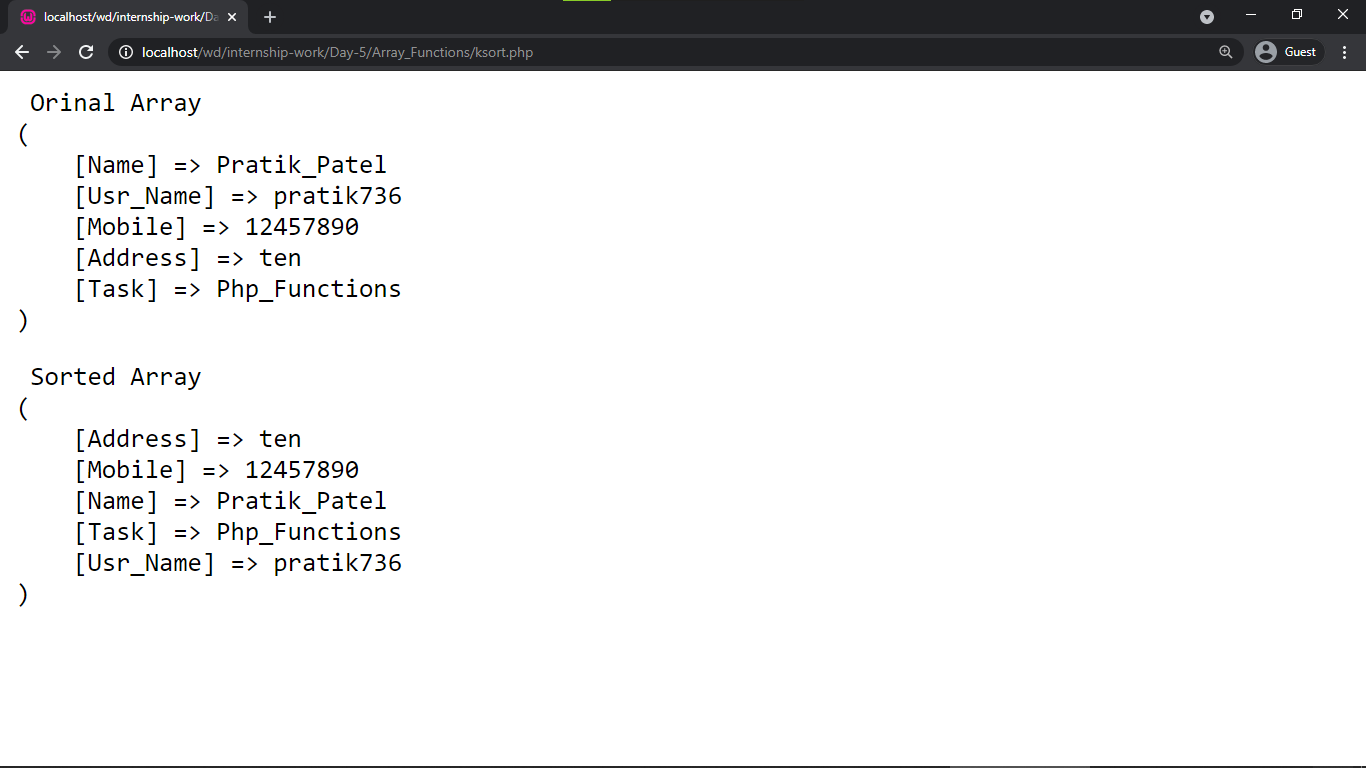 localhost/wd/internship-work/Da
localhost/wd/internship-work/Day-5/Array_Functions/ksort.php
Guest
Orinal Array
(
    [Name] => Pratik_Patel
    [Usr_Name] => pratik736
    [Mobile] => 12457890
    [Address] => ten
    [Task] => Php_Functions
)
Sorted Array
(
    [Address] => ten
    [Mobile] => 12457890
    [Name] => Pratik_Patel
    [Task] => Php_Functions
    [Usr_Name] => pratik736
)